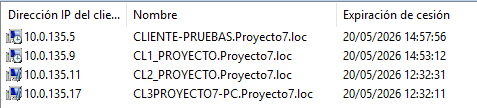 Dirección IP del clie... Nombre Expiración de cesión
10.0.135.5 CLIENTE-PRUEBAS.Proyecto7.loc 20/05/2026 14:57:56
10.0.135.9 CL1_PROYECTO.Proyecto7.loc 20/05/2026 14:53:12
10.0.135.11 CL2_PROYECTO.Proyecto7.loc 20/05/2026 12:32:31
10.0.135.17 CL3PROYECTO7-PC.Proyecto7.loc 20/05/2026 12:32:11